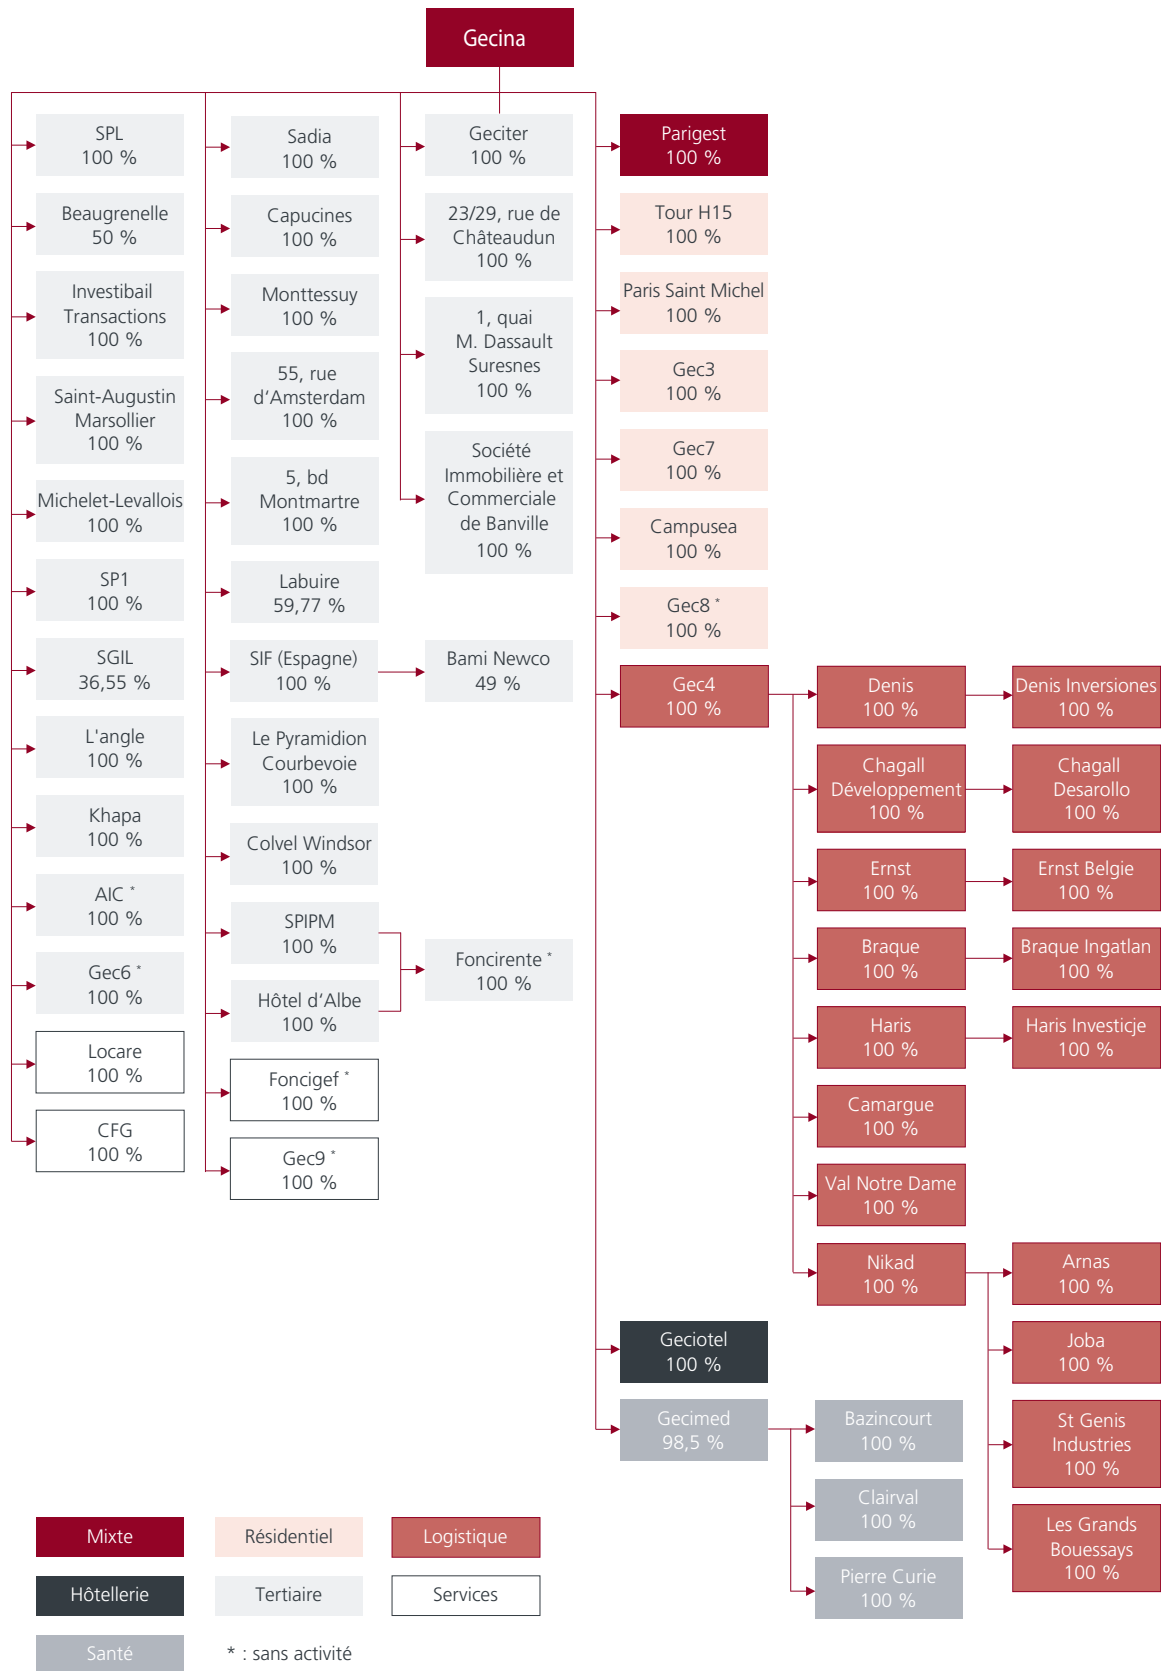 Gecina
SPL
100 %
Beaugrenelle
50 %
Investibail
Transactions
100 %
Saint-Augustin
Marsollier
100 %
Michelet-Levallois
100 %
SP1
100 %
SGIL
36,55 %
L'angle
100 %
Khapa
100 %
AIC *
100 %
Gec6 *
100 %
Locare
100 %
CFG
100 %
Sadia
100 %
Capucines
100 %
Monttessuy
100 %
55, rue
d’Amsterdam
100 %
5, bd
Montmartre
100 %
Labuire
59,77 %
SIF (Espagne)
100 %
Le Pyramidion
Courbevoie
100 %
Colvel Windsor
100 %
SPIPM
100 %
Hôtel d’Albe
100 %
Foncigef *
100 %
Gec9 *
100 %
Geciter
100 %
23/29, rue de
Châteaudun
100 %
1, quai
M. Dassault
Suresnes
100 %
Société
Immobilière et
Commerciale
de Banville
100 %
Bami Newco
49 %
Foncirente *
100 %
Parigest
100 %
Tour H15
100 %
Paris Saint Michel
100 %
Gec3
100 %
Gec7
100 %
Campusea
100 %
Gec8 *
100 %
Gec4
100 %
Geciotel
100 %
Gecimed
98,5 %
Denis
100 %
Chagall
Développement
100 %
Ernst
100 %
Braque
100 %
Haris
100 %
Camargue
100 %
Val Notre Dame
100 %
Nikad
100 %
Bazincourt
100 %
Clairval
100 %
Pierre Curie
100 %
Denis Inversiones
100 %
Chagall
Desarollo
100 %
Ernst Belgie
100 %
Braque Ingatlan
100 %
Haris Investicje
100 %
Arnas
100 %
Joba
100 %
St Genis
Industries
100 %
Les Grands
Bouessays
100 %
Mixte
Résidentiel
Logistique
Hôtellerie
Tertiaire
Services
Santé
* : sans activité